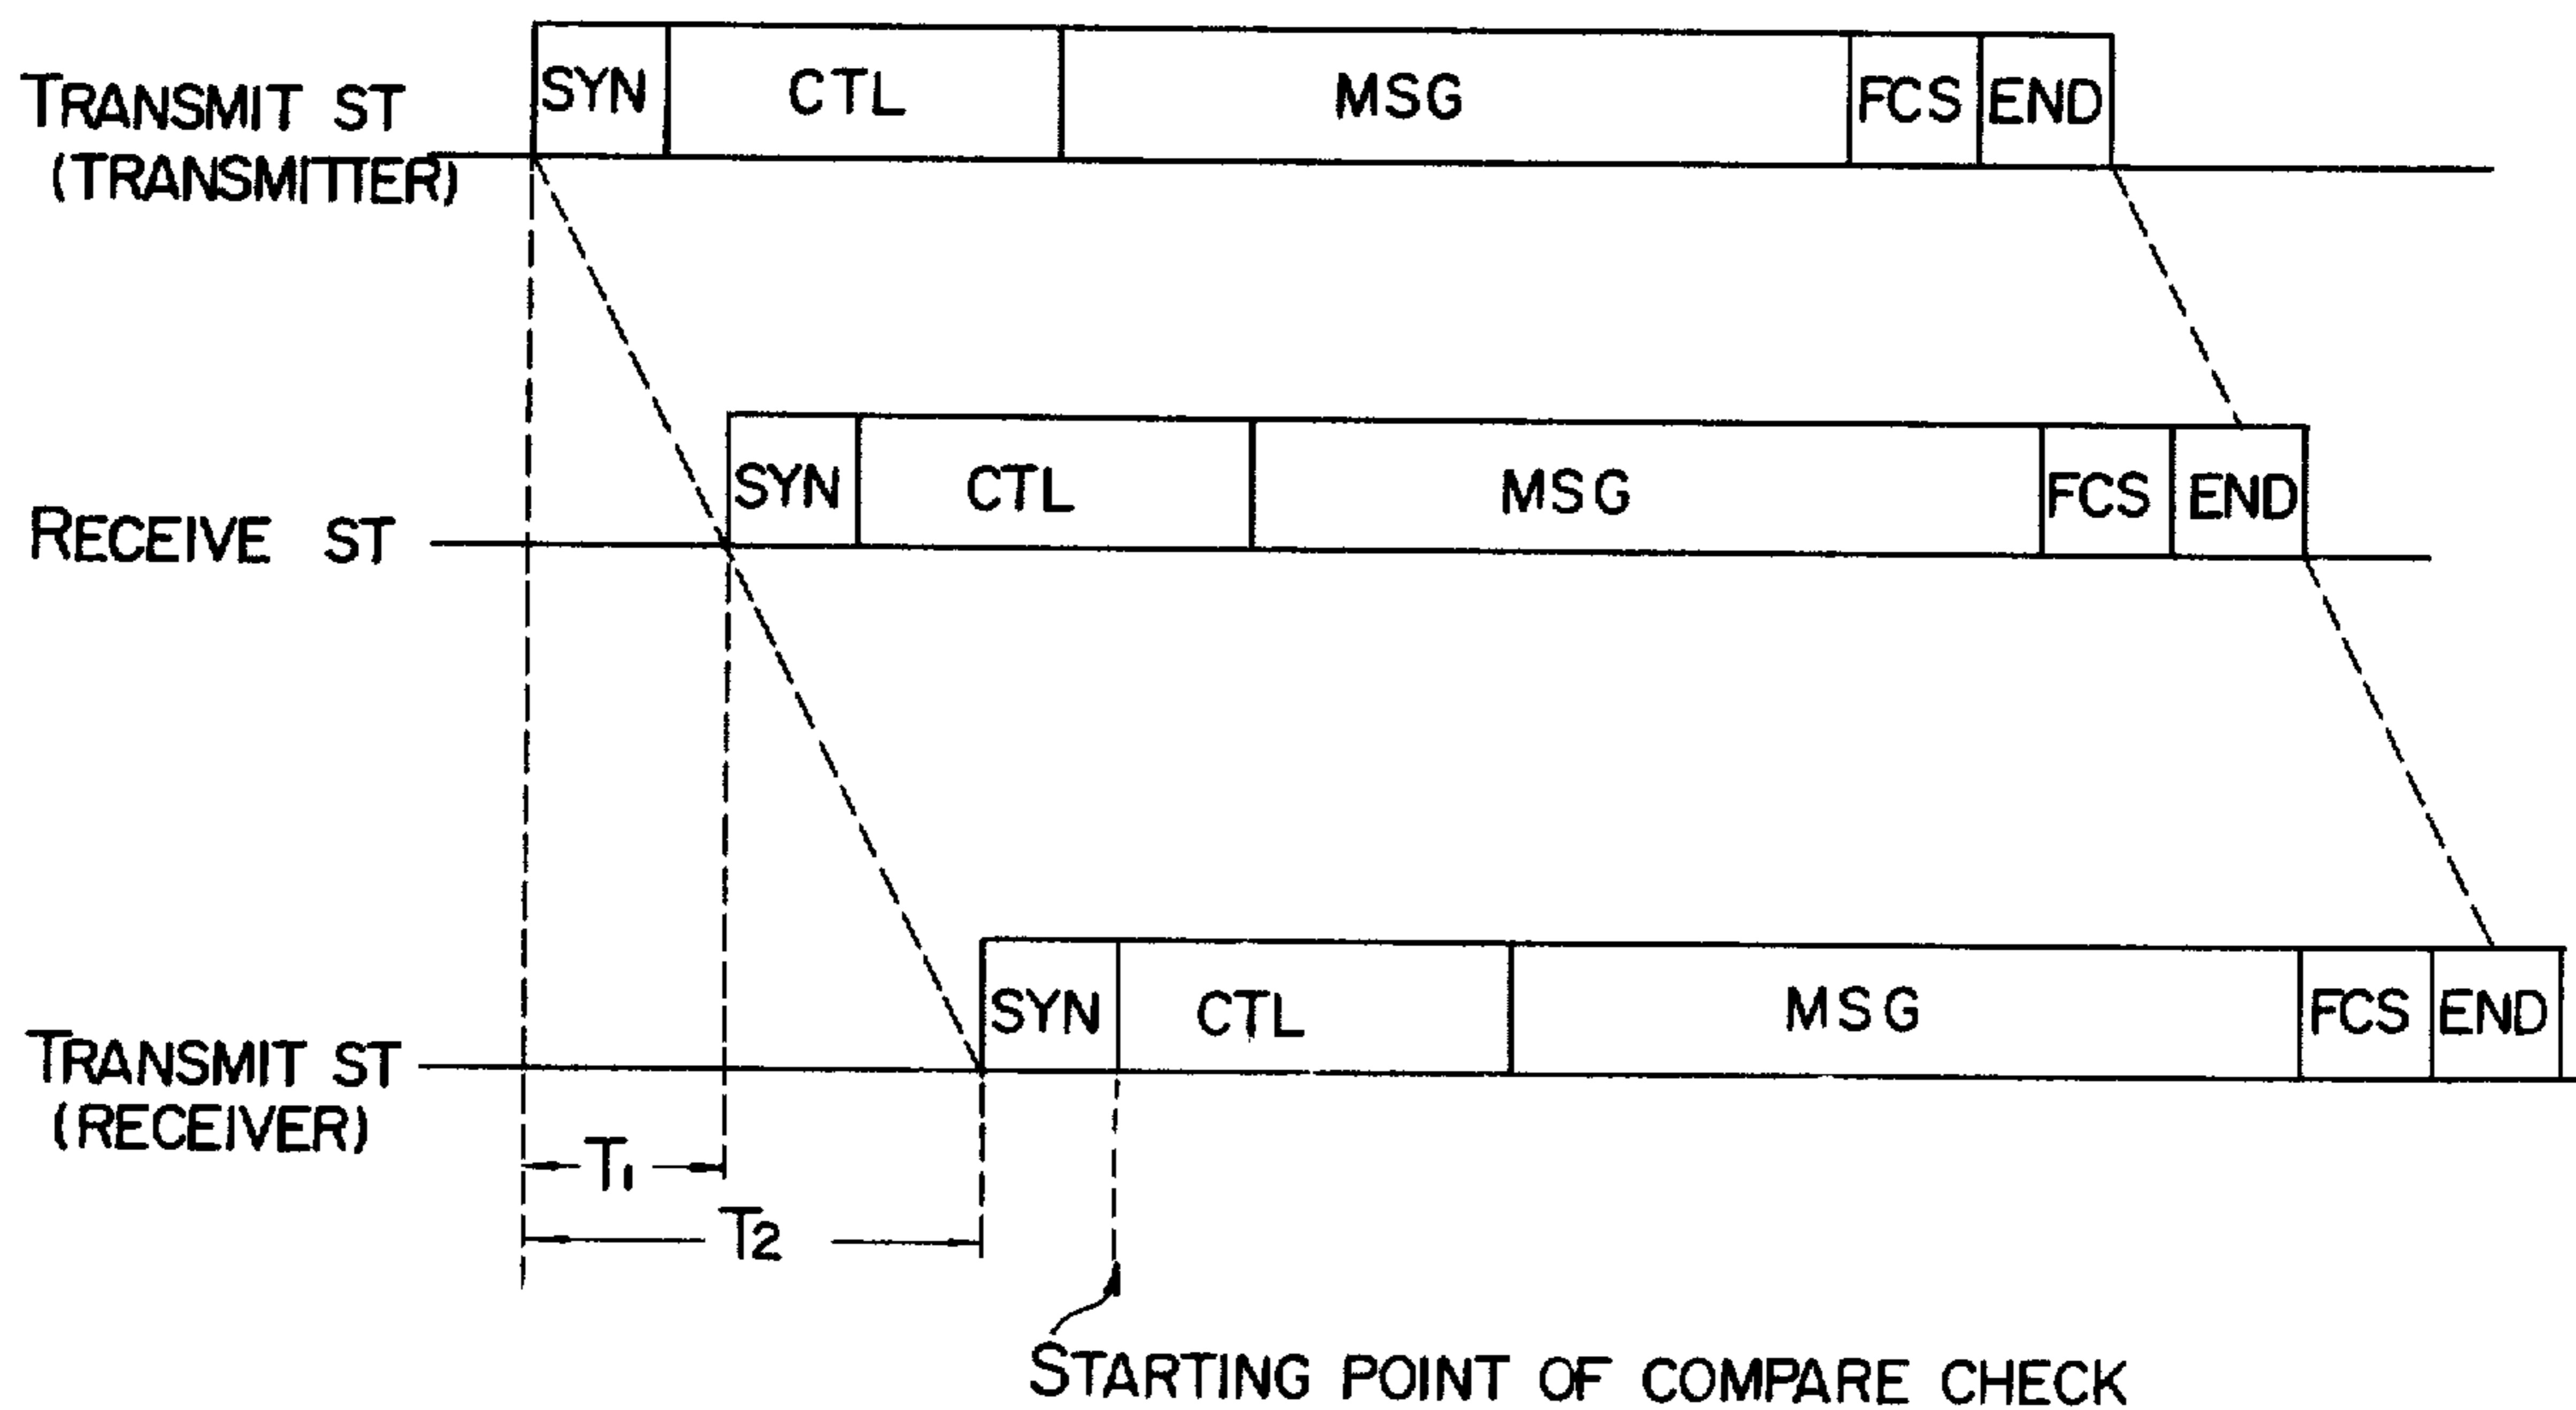 TRANSMIT ST
(TRANSMITTER)
SYN CTL MSG FCS END
RECEIVE ST
SYN CTL MSG FCS END
TRANSMIT ST
(RECEIVER)
SYN CTL MSG FCS END
T1
T2
STARTING POINT OF COMPARE CHECK